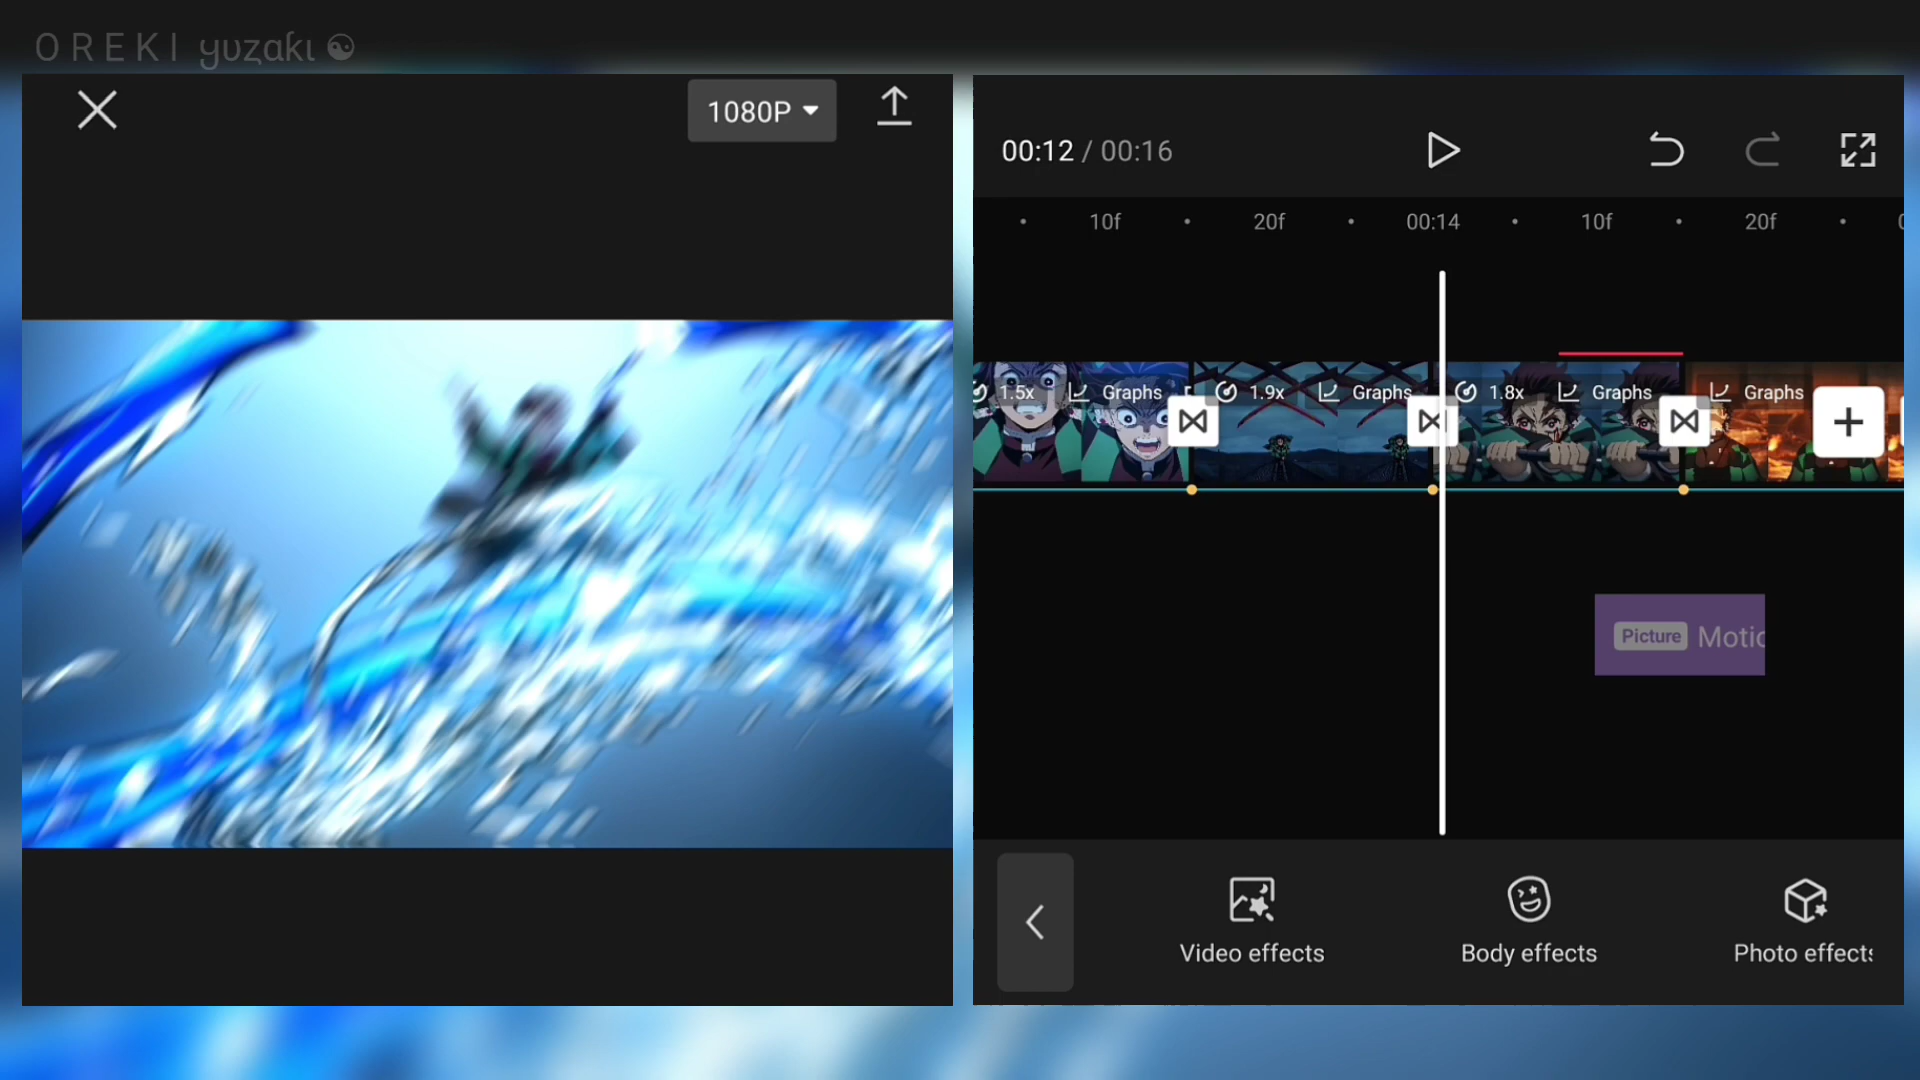 OREKI yuzaki
1080P
00:12 / 00:16
10f 20f 00:14 10f 20f
1.5x Graphs 1.9x Graphs 1.8x Graphs Graphs
Picture Motic
Video effects Body effects Photo effects